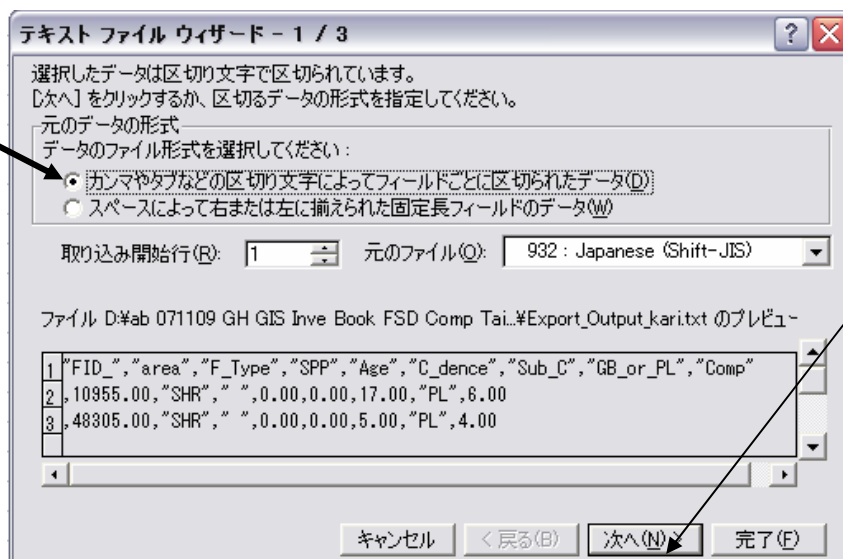 テキスト ファイル ウィザード - 1 / 3
選択したデータは区切り文字で区切られています。
[次へ] をクリックするか、区切るデータの形式を指定してください。
元のデータの形式
データのファイル形式を選択してください：
カンマやタブなどの区切り文字によってフィールドごとに区切られたデータ(D)
スペースによって右または左に揃えられた固定長フィールドのデータ(W)
取り込み開始行(R): 1 元のファイル(O): 932 : Japanese (Shift-JIS)
ファイル D:¥ab 071109 GH GIS Inve Book FSD Comp Tai...¥Export_Output_kari.txt のプレビュー
1 "FID_","area","F_Type","SPP","Age","C_dence","Sub_C","GB_or_PL","Comp"
2 ,10955.00,"SHR"," ",0.00,0.00,17.00,"PL",6.00
3 ,48305.00,"SHR"," ",0.00,0.00,5.00,"PL",4.00
キャンセル < 戻る(B) 次へ(N) > 完了(F)